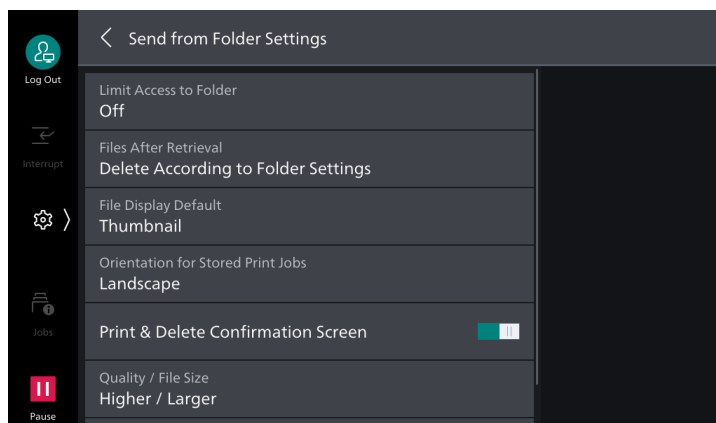 Send from Folder Settings
Log Out
Interrupt
Jobs
Pause
Limit Access to Folder
Off
Files After Retrieval
Delete According to Folder Settings
File Display Default
Thumbnail
Orientation for Stored Print Jobs
Landscape
Print & Delete Confirmation Screen
Quality / File Size
Higher / Larger